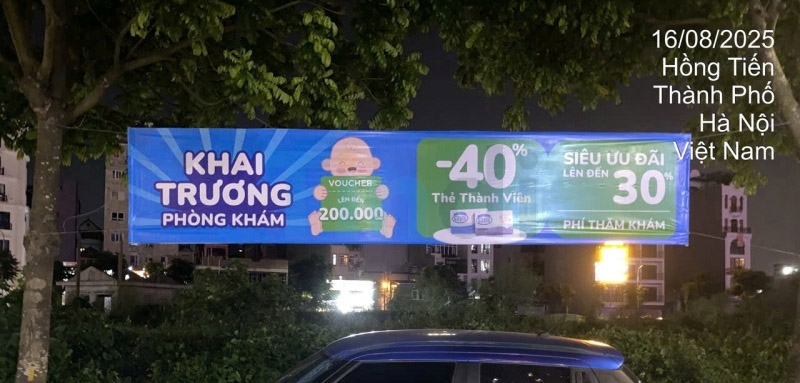 16/08/2025
Hồng Tiến
Thành Phố
Hà Nội
Việt Nam
KHAI
TRƯƠNG
PHÒNG KHÁM
VOUCHER
LÊN ĐẾN
200.000
-40%
Thẻ Thành Viên
SIÊU ƯU ĐÃI
LÊN ĐẾN
30%
PHÍ THĂM KHÁM